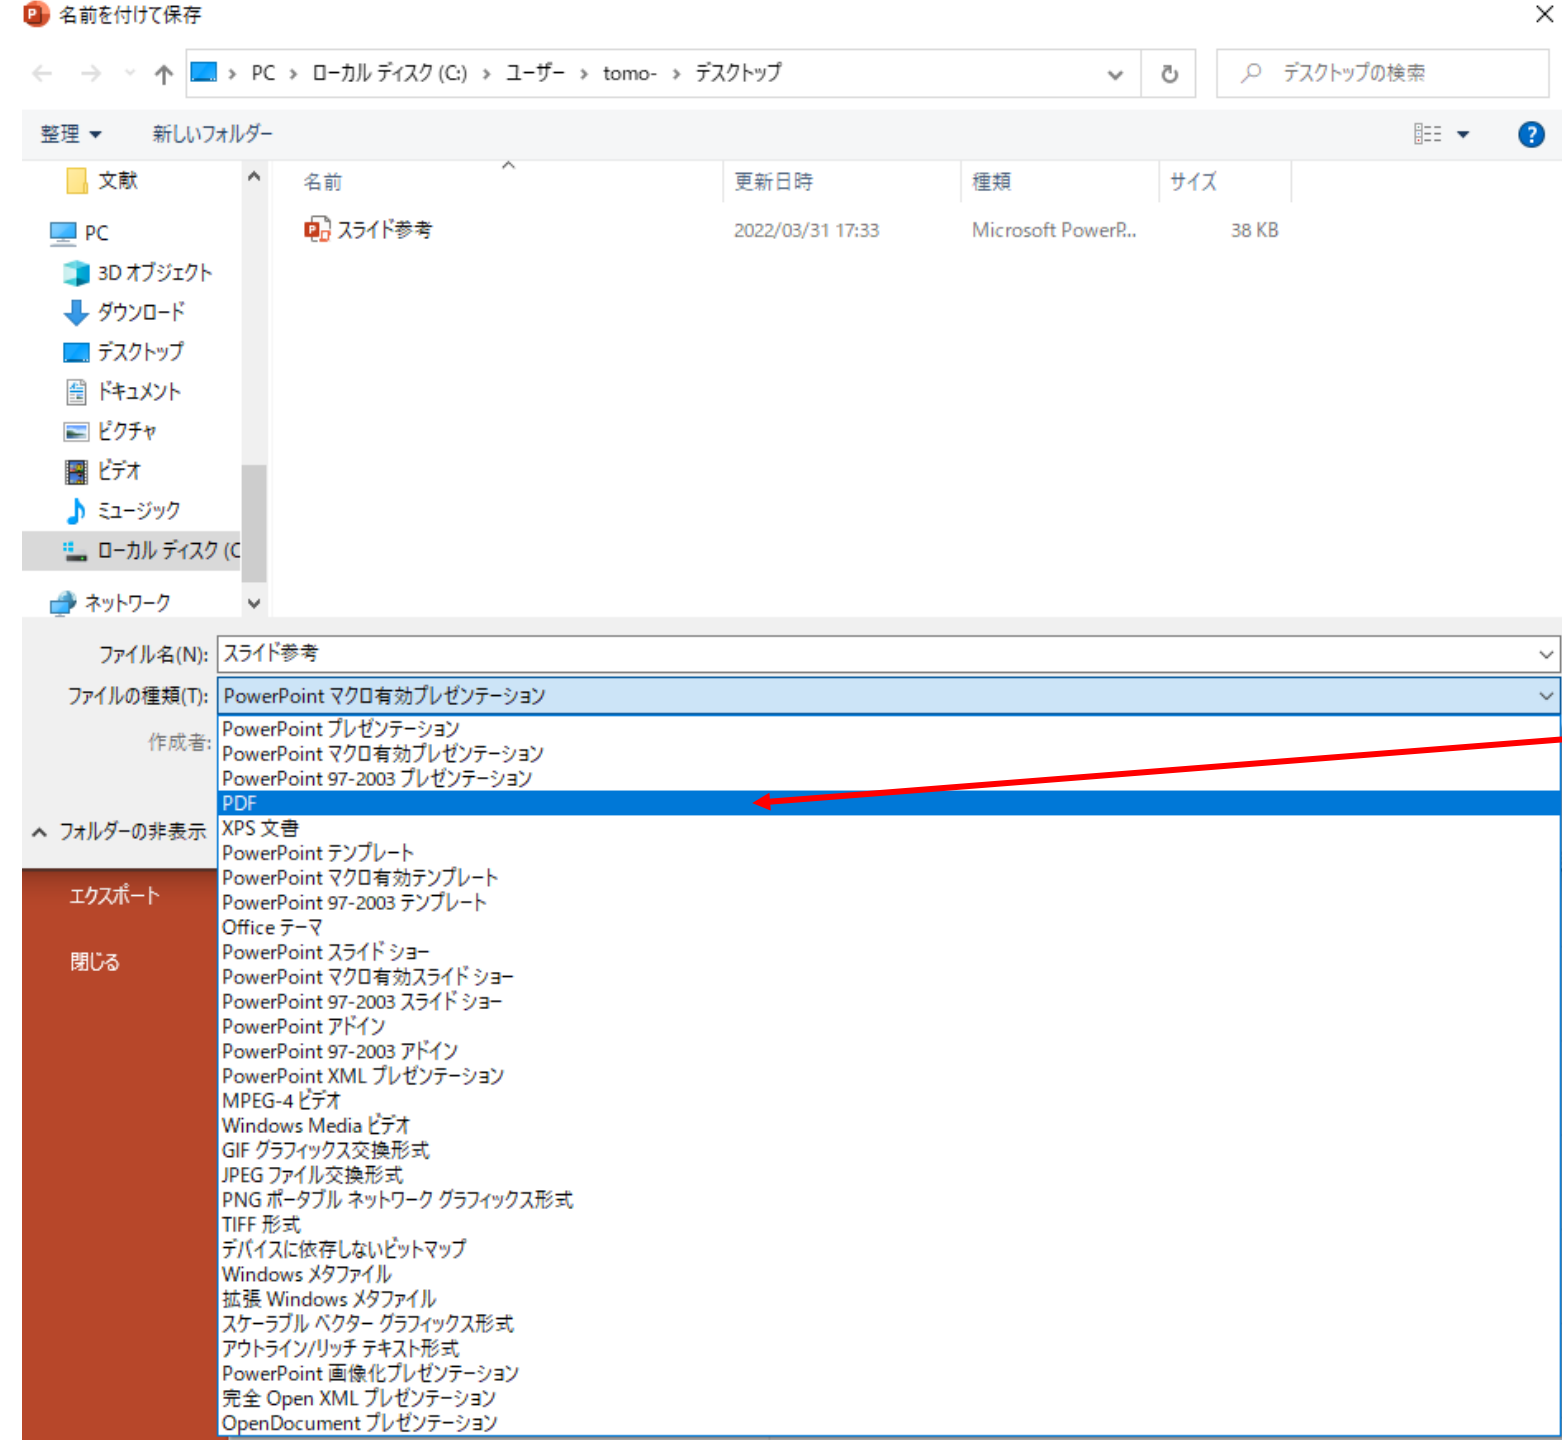 名前を付けて保存
PC › ローカル ディスク (C:) › ユーザー › tomo- › デスクトップ
デスクトップの検索
整理
新しいフォルダー
名前 更新日時 種類 サイズ
スライド参考 2022/03/31 17:33 Microsoft PowerP... 38 KB
文献
PC
3D オブジェクト
ダウンロード
デスクトップ
ドキュメント
ピクチャ
ビデオ
ミュージック
ローカル ディスク (C
ネットワーク
ファイル名(N): スライド参考
ファイルの種類(T): PowerPoint マクロ有効プレゼンテーション
作成者:
フォルダーの非表示
エクスポート
閉じる
PowerPoint プレゼンテーション
PowerPoint マクロ有効プレゼンテーション
PowerPoint 97-2003 プレゼンテーション
PDF
XPS 文書
PowerPoint テンプレート
PowerPoint マクロ有効テンプレート
PowerPoint 97-2003 テンプレート
Office テーマ
PowerPoint スライド ショー
PowerPoint マクロ有効スライド ショー
PowerPoint 97-2003 スライド ショー
PowerPoint アドイン
PowerPoint 97-2003 アドイン
PowerPoint XML プレゼンテーション
MPEG-4 ビデオ
Windows Media ビデオ
GIF グラフィックス交換形式
JPEG ファイル交換形式
PNG ポータブル ネットワーク グラフィックス形式
TIFF 形式
デバイスに依存しないビットマップ
Windows メタファイル
拡張 Windows メタファイル
スケーラブル ベクター グラフィックス形式
アウトライン/リッチ テキスト形式
PowerPoint 画像化プレゼンテーション
完全 Open XML プレゼンテーション
OpenDocument プレゼンテーション